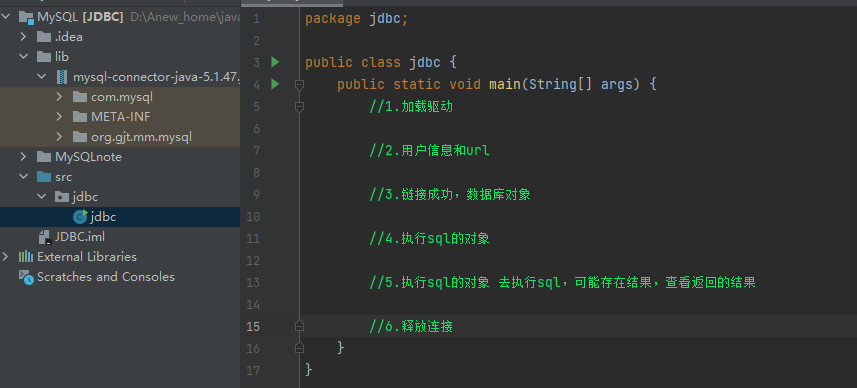 MySQL [JDBC] D:\Anew_home\java
.idea
lib
mysql-connector-java-5.1.47.
com.mysql
META-INF
org.gjt.mm.mysql
MySQLnote
src
jdbc
jdbc
JDBC.iml
External Libraries
Scratches and Consoles
1 package jdbc;
2
3 public class jdbc {
4 public static void main(String[] args) {
5 //1.加载驱动
6
7 //2.用户信息和url
8
9 //3.链接成功，数据库对象
10
11 //4.执行sql的对象
12
13 //5.执行sql的对象 去执行sql，可能存在结果，查看返回的结果
14
15 //6.释放连接
16 }
17 }